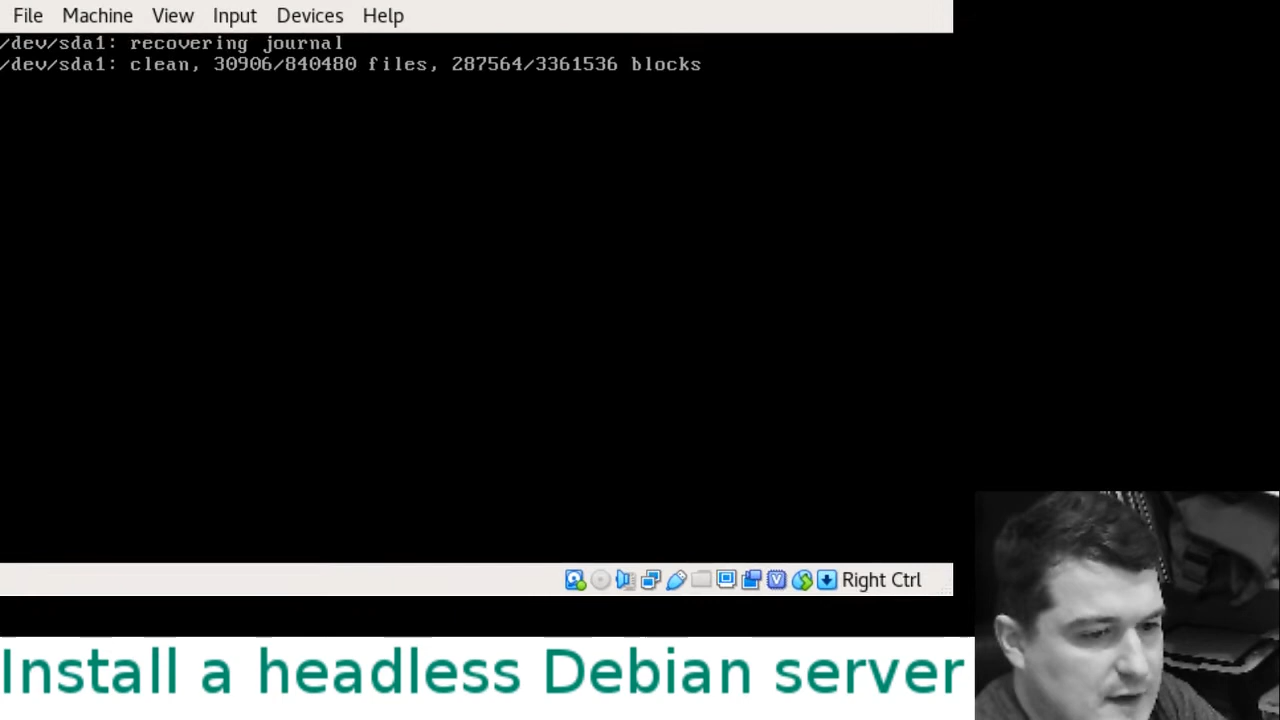 File Machine View Input Devices Help
/dev/sda1: recovering journal
/dev/sda1: clean, 30906/840480 files, 287564/3361536 blocks
Right Ctrl
Install a headless Debian server